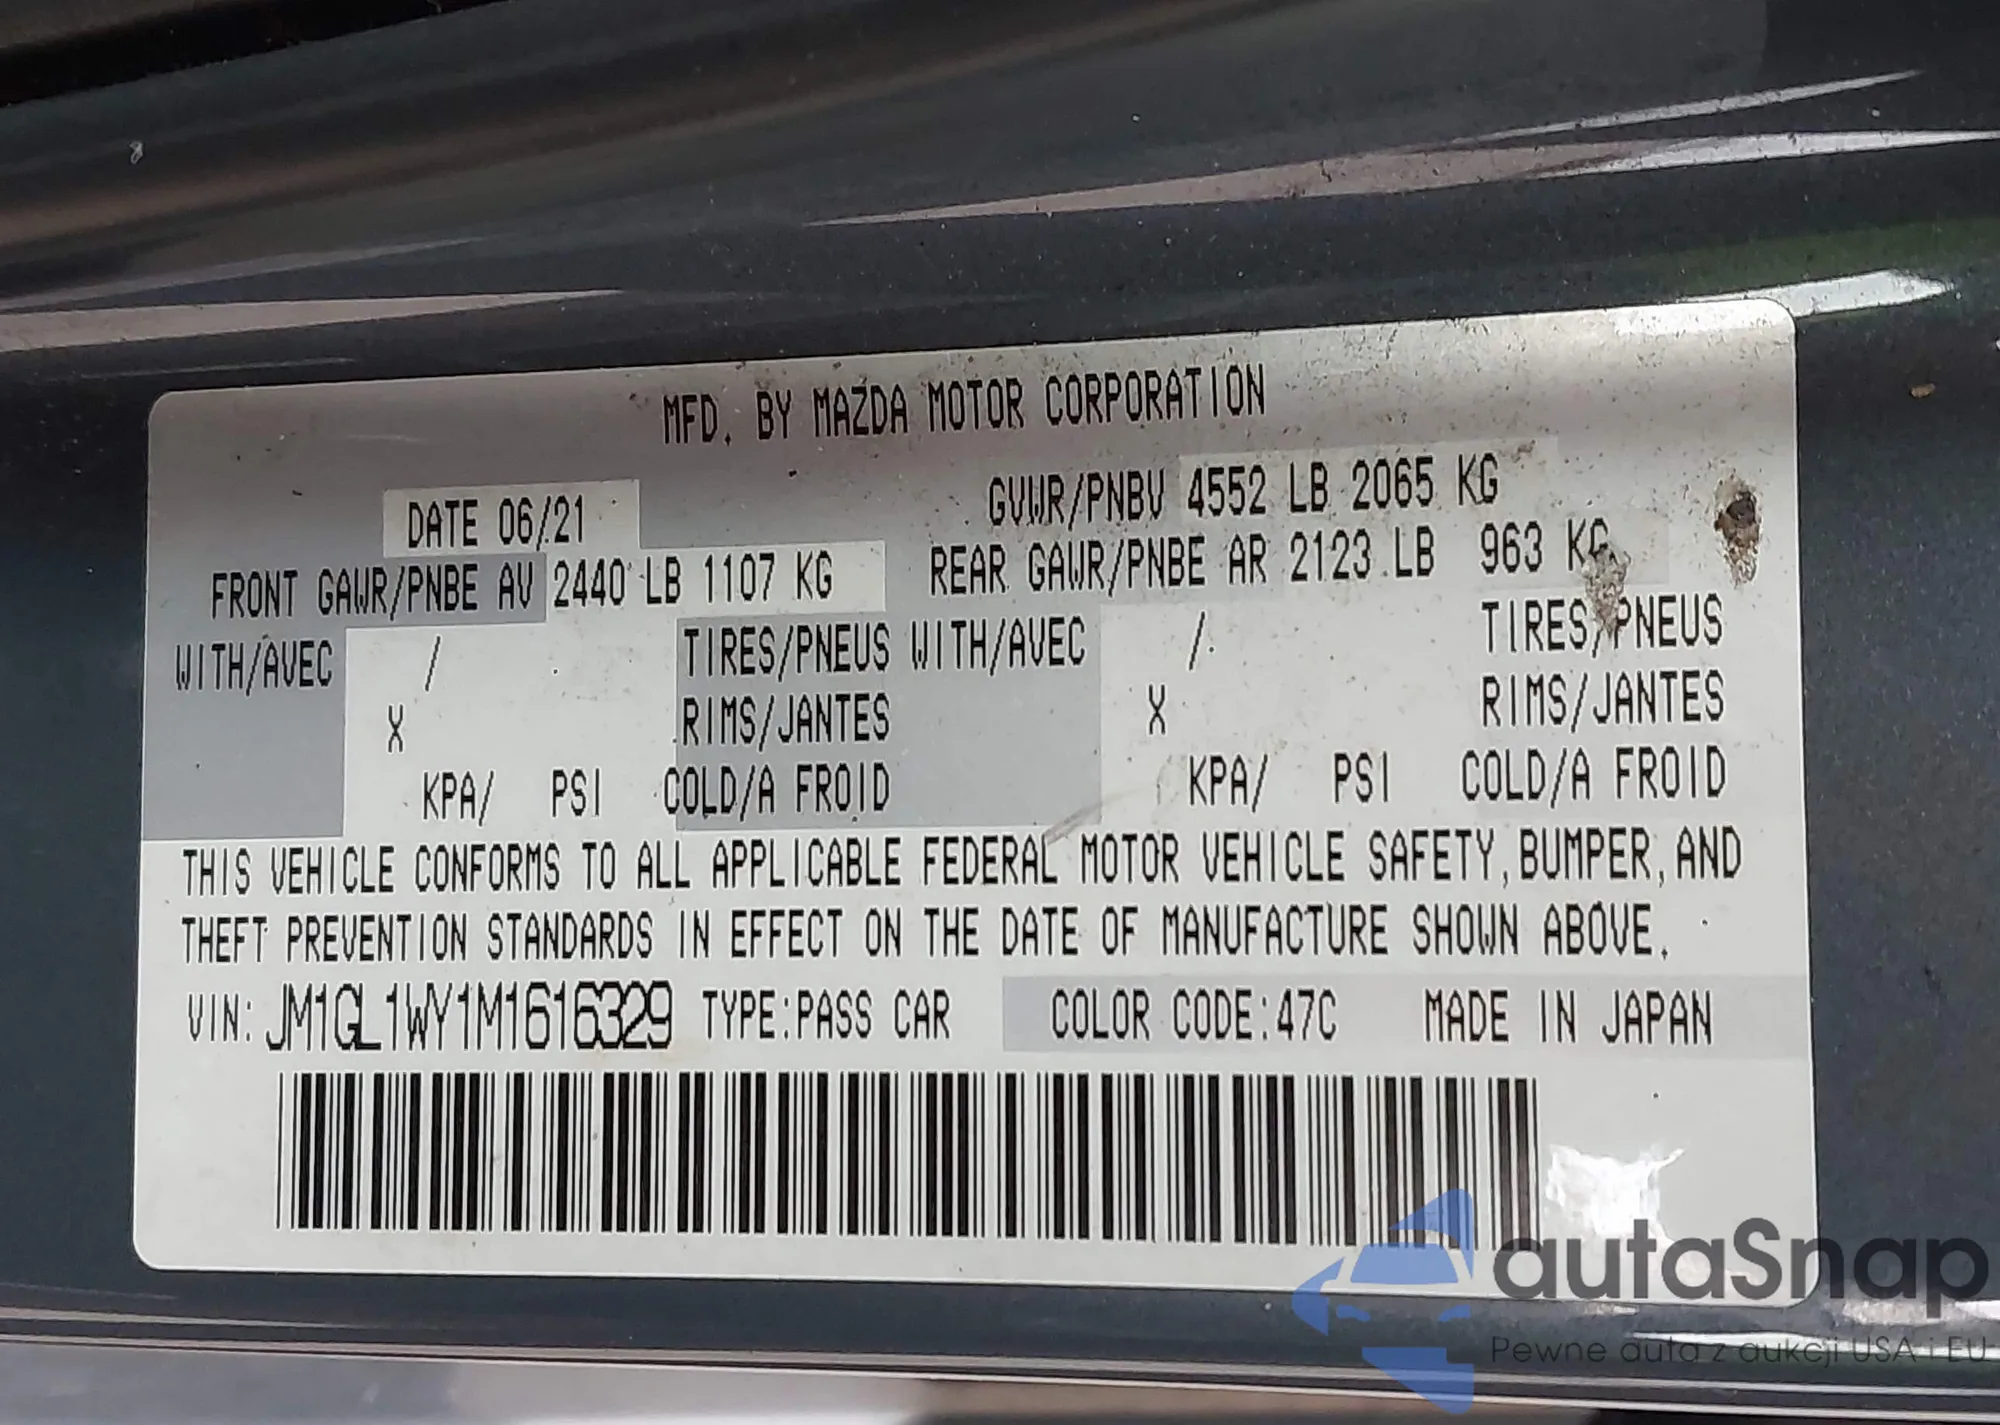 MFD. BY MAZDA MOTOR CORPORATION
DATE 06/21 GVWR/PNBV 4552 LB 2065 KG
FRONT GAWR/PNBE AV 2440 LB 1107 KG REAR GAWR/PNBE AR 2123 LB 963 KG
WITH/AVEC / TIRES/PNEUS WITH/AVEC / TIRES/PNEUS
X RIMS/JANTES X RIMS/JANTES
KPA/ PSI COLD/A FROID KPA/ PSI COLD/A FROID
THIS VEHICLE CONFORMS TO ALL APPLICABLE FEDERAL MOTOR VEHICLE SAFETY, BUMPER, AND
THEFT PREVENTION STANDARDS IN EFFECT ON THE DATE OF MANUFACTURE SHOWN ABOVE.
VIN: JM1GL1WY1M1616329 TYPE:PASS CAR COLOR CODE:47C MADE IN JAPAN
autaSnap
Pewne auta z aukcji USA i EU